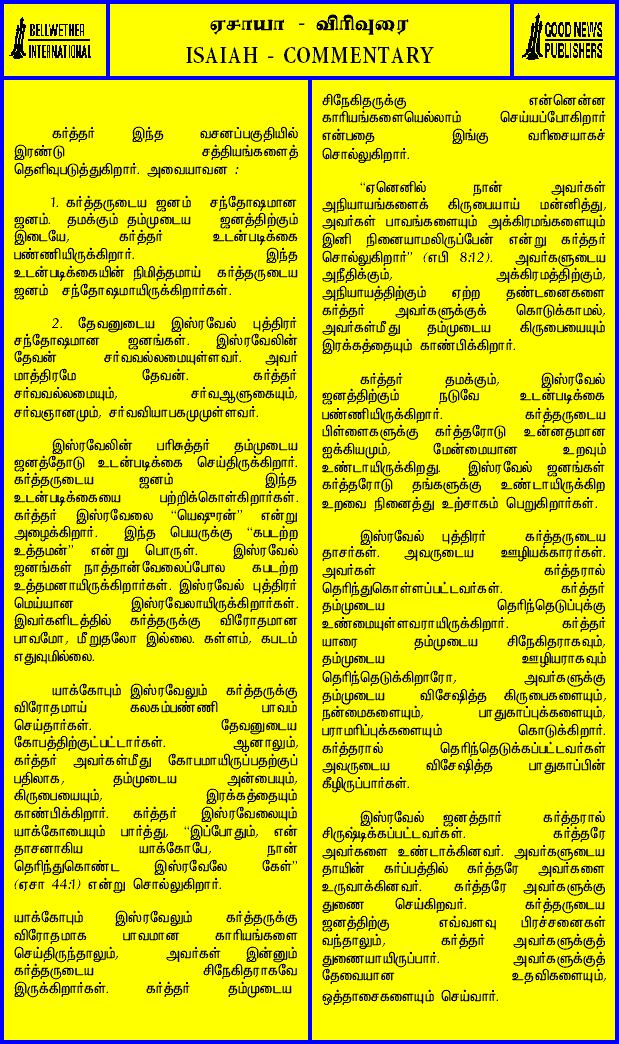 BELLWETHER
INTERNATIONAL
ஏசாயா - விரிவுரை
ISAIAH - COMMENTARY
GOOD NEWS
PUBLISHERS
கர்த்தர் இந்த வசனப்பகுதியில்
இரண்டு சத்தியங்களைத்
தெளிவுபடுத்துகிறார். அவையாவன :
1. கர்த்தருடைய ஜனம் சந்தோஷமான
ஜனம். தமக்கும் தம்முடைய ஜனத்திற்கும்
இடையே, கர்த்தர் உடன்படிக்கை
பண்ணியிருக்கிறார். இந்த
உடன்படிக்கையின் நிமித்தமாய் கர்த்தருடைய
ஜனம் சந்தோஷமாயிருக்கிறார்கள்.
2. தேவனுடைய இஸ்ரவேல் புத்திரர்
சந்தோஷமான ஜனங்கள். இஸ்ரவேலின்
தேவன் சர்வவல்லமையுள்ளவர். அவர்
மாத்திரமே தேவன். கர்த்தர்
சர்வவல்லமையும், சர்வஆளுகையும்,
சர்வஞானமும், சர்வவியாபகமுமுள்ளவர்.
இஸ்ரவேலின் பரிசுத்தர் தம்முடைய
ஜனத்தோடு உடன்படிக்கை செய்திருக்கிறார்.
கர்த்தருடைய ஜனம் இந்த
உடன்படிக்கையை பற்றிக்கொள்கிறார்கள்.
கர்த்தர் இஸ்ரவேலை “யெஷுரன்” என்று
அழைக்கிறார். இந்த பெயருக்கு “கபடற்ற
உத்தமன்” என்று பொருள். இஸ்ரவேல்
ஜனங்கள் நாத்தான்வேலைப்போல கபடற்ற
உத்தமனாயிருக்கிறார்கள். இஸ்ரவேல் புத்திரர்
மெய்யான இஸ்ரவேலாயிருக்கிறார்கள்.
இவர்களிடத்தில் கர்த்தருக்கு விரோதமான
பாவமோ, மீறுதலோ இல்லை. கள்ளம், கபடம்
எதுவுமில்லை.
யாக்கோபும் இஸ்ரவேலும் கர்த்தருக்கு
விரோதமாய் கலகம்பண்ணி பாவம்
செய்தார்கள். தேவனுடைய
கோபத்திற்குட்பட்டார்கள். ஆனாலும்,
கர்த்தர் அவர்கள்மீது கோபமாயிருப்பதற்குப்
பதிலாக, தம்முடைய அன்பையும்,
கிருபையையும், இரக்கத்தையும்
காண்பிக்கிறார். கர்த்தர் இஸ்ரவேலையும்
யாக்கோபையும் பார்த்து, “இப்போதும், என்
தாசனாகிய யாக்கோபே, நான்
தெரிந்துகொண்ட இஸ்ரவேலே கேள்”
(ஏசா 44:1) என்று சொல்லுகிறார்.
யாக்கோபும் இஸ்ரவேலும் கர்த்தருக்கு
விரோதமாக பாவமான காரியங்களை
செய்திருந்தாலும், அவர்கள் இன்னும்
கர்த்தருடைய சிநேகிதராகவே
இருக்கிறார்கள். கர்த்தர் தம்முடைய
சிநேகிதருக்கு என்னென்ன
காரியங்களையெல்லாம் செய்யப்போகிறார்
என்பதை இங்கு வரிசையாகச்
சொல்லுகிறார்.
“ஏனெனில் நான் அவர்கள்
அநியாயங்களைக் கிருபையாய் மன்னித்து,
அவர்கள் பாவங்களையும் அக்கிரமங்களையும்
இனி நினையாமலிருப்பேன் என்று கர்த்தர்
சொல்லுகிறார்” (எபி 8:12). அவர்களுடைய
அநீதிக்கும், அக்கிரமத்திற்கும்,
அநியாயத்திற்கும் ஏற்ற தண்டனைகளை
கர்த்தர் அவர்களுக்குக் கொடுக்காமல்,
அவர்கள்மீது தம்முடைய கிருபையையும்
இரக்கத்தையும் காண்பிக்கிறார்.
கர்த்தர் தமக்கும், இஸ்ரவேல்
ஜனத்திற்கும் நடுவே உடன்படிக்கை
பண்ணியிருக்கிறார். கர்த்தருடைய
பிள்ளைகளுக்கு கர்த்தரோடு உன்னதமான
ஐக்கியமும், மேன்மையான உறவும்
உண்டாயிருக்கிறது. இஸ்ரவேல் ஜனங்கள்
கர்த்தரோடு தங்களுக்கு உண்டாயிருக்கிற
உறவை நினைத்து உற்சாகம் பெறுகிறார்கள்.
இஸ்ரவேல் புத்திரர் கர்த்தருடைய
தாசர்கள். அவருடைய ஊழியக்காரர்கள்.
அவர்கள் கர்த்தரால்
தெரிந்துகொள்ளப்பட்டவர்கள். கர்த்தர்
தம்முடைய தெரிந்தெடுப்புக்கு
உண்மையுள்ளவராயிருக்கிறார். கர்த்தர்
யாரை தம்முடைய சிநேகிதராகவும்,
தம்முடைய ஊழியராகவும்
தெரிந்தெடுக்கிறாரோ, அவர்களுக்கு
தம்முடைய விசேஷித்த கிருபைகளையும்,
நன்மைகளையும், பாதுகாப்புக்களையும்,
பராமரிப்புக்களையும் கொடுக்கிறார்.
கர்த்தரால் தெரிந்தெடுக்கப்பட்டவர்கள்
அவருடைய விசேஷித்த பாதுகாப்பின்
கீழிருப்பார்கள்.
இஸ்ரவேல் ஜனத்தார் கர்த்தரால்
சிருஷ்டிக்கப்பட்டவர்கள். கர்த்தரே
அவர்களை உண்டாக்கினவர். அவர்களுடைய
தாயின் கர்ப்பத்தில் கர்த்தரே அவர்களை
உருவாக்கினவர். கர்த்தரே அவர்களுக்கு
துணை செய்கிறவர். கர்த்தருடைய
ஜனத்திற்கு எவ்வளவு பிரச்சனைகள்
வந்தாலும், கர்த்தர் அவர்களுக்குத்
துணையாயிருப்பார். அவர்களுக்குத்
தேவையான உதவிகளையும்,
ஒத்தாசைகளையும் செய்வார்.